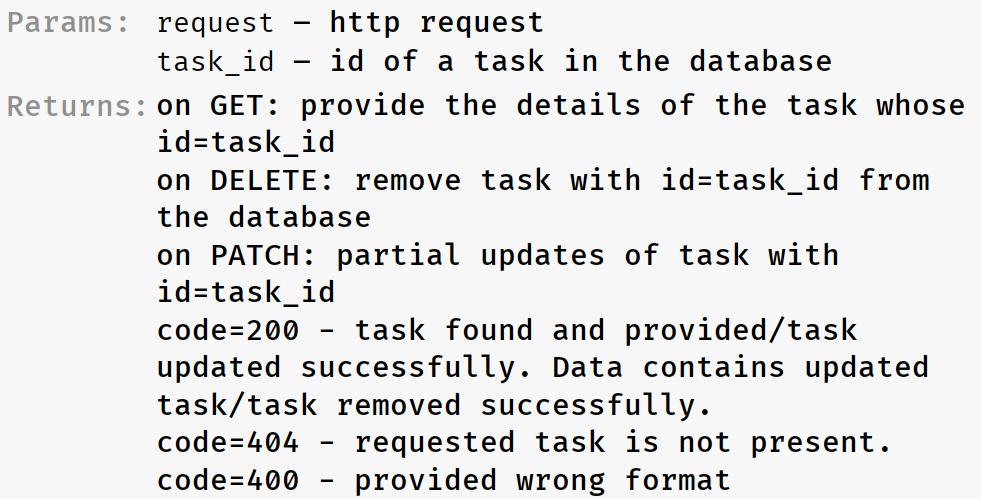 Params: request – http request
task_id – id of a task in the database
Returns: on GET: provide the details of the task whose
id=task_id
on DELETE: remove task with id=task_id from
the database
on PATCH: partial updates of task with
id=task_id
code=200 - task found and provided/task
updated successfully. Data contains updated
task/task removed successfully.
code=404 - requested task is not present.
code=400 - provided wrong format